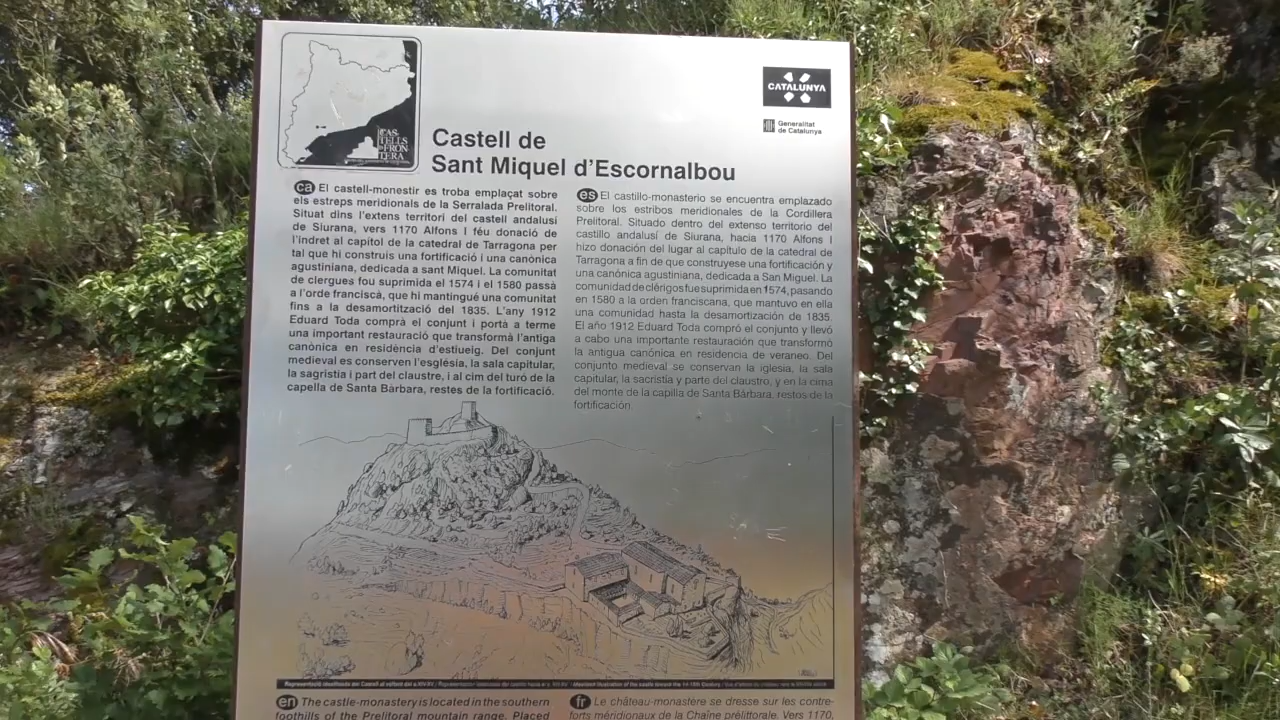 CAS
TELLS
DE FRON
TERA
CATALUNYA
Generalitat
de Catalunya
Castell de
Sant Miquel d'Escornalbou
ca El castell-monestir es troba emplaçat sobre
els estreps meridionals de la Serralada Prelitoral.
Situat dins l'extens territori del castell andalusí
de Siurana, vers 1170 Alfons I féu donació de
l'indret al capítol de la catedral de Tarragona per
tal que hi construís una fortificació i una canònica
agustiniana, dedicada a sant Miquel. La comunitat
de clergues fou suprimida el 1574 i el 1580 passà
a l'orde franciscà, que hi mantingué una comunitat
fins a la desamortització del 1835. L'any 1912
Eduard Toda comprà el conjunt i portà a terme
una important restauració que transformà l'antiga
canònica en residència d'estiueig. Del conjunt
medieval es conserven l'església, la sala capitular,
la sagristia i part del claustre, i al cim del turó de la
capella de Santa Bàrbara, restes de la fortificació.
es El castillo-monasterio se encuentra emplazado
sobre los estribos meridionales de la Cordillera
Prelitoral. Situado dentro del extenso territorio del
castillo andalusí de Siurana, hacia 1170 Alfons I
hizo donación del lugar al capítulo de la catedral de
Tarragona a fin de que construyese una fortificación y
una canónica agustiniana, dedicada a San Miguel. La
comunidad de clérigos fue suprimida en 1574, pasando
en 1580 a la orden franciscana, que mantuvo en ella
una comunidad hasta la desamortización de 1835.
El año 1912 Eduard Toda compró el conjunto y llevó
a cabo una importante restauración que transformó
la antigua canónica en residencia de veraneo. Del
conjunto medieval se conservan la iglesia, la sala
capitular, la sacristía y parte del claustro, y en la cima
del monte de la capilla de Santa Bárbara, restos de la
fortificación.
en The castle-monastery is located in the southern
foothills of the Prelitoral mountain range. Placed
fr Le château-monastère se dresse sur les contre-
forts méridionaux de la Chaîne prélittorale. Vers 1170,